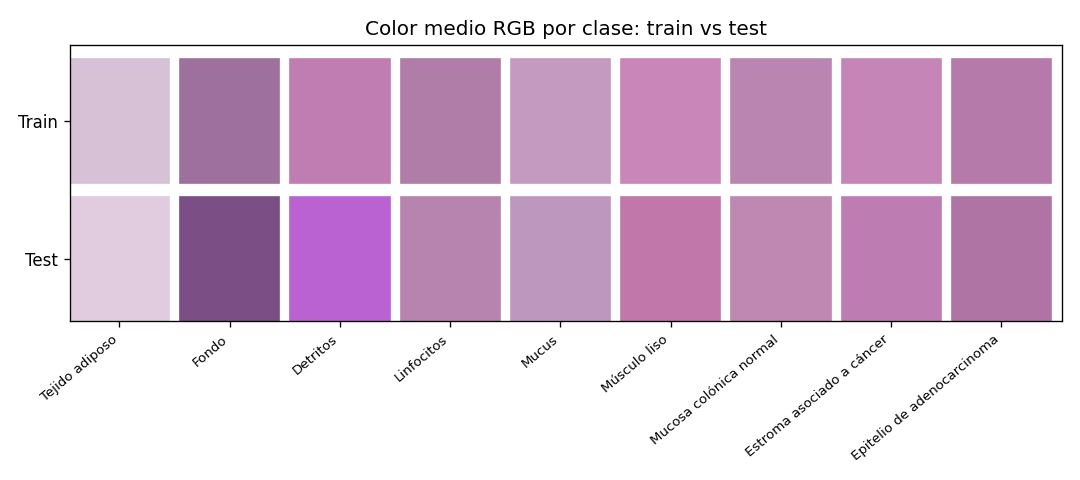 Color medio RGB por clase: train vs test
Train
Test
Tejido adiposo
Fondo
Detritos
Linfocitos
Mucus
Músculo liso
Mucosa colónica normal
Estroma asociado a cáncer
Epitelio de adenocarcinoma